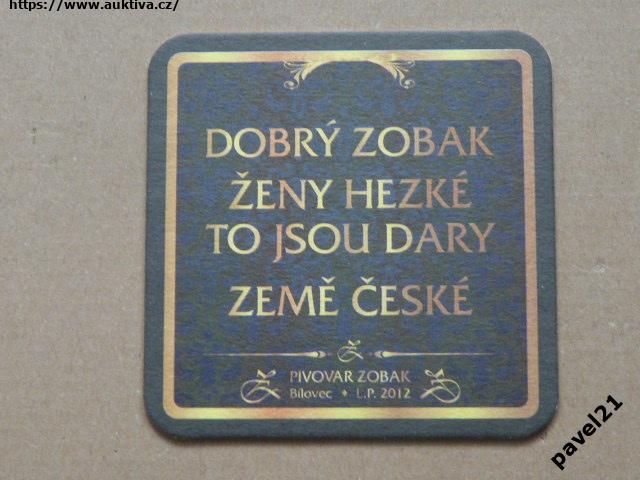 https://www.auktiva.cz/
DOBRÝ ZOBAK
ŽENY HEZKÉ
TO JSOU DARY
ZEMĚ ČESKÉ
PIVOVAR ZOBAK
Bílovec • L.P. 2012
pavel21